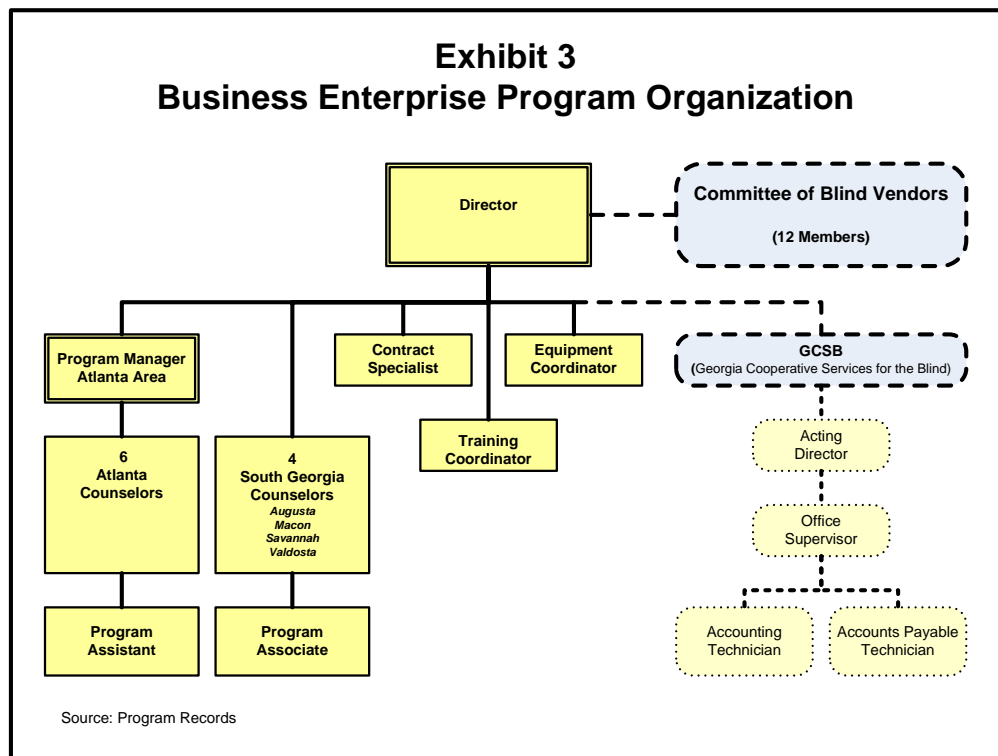 Exhibit 3
Business Enterprise Program Organization
Director
Committee of Blind Vendors
(12 Members)
Program Manager
Atlanta Area
Contract
Specialist
Equipment
Coordinator
GCSB
(Georgia Cooperative Services for the Blind)
6
Atlanta
Counselors
4
South Georgia
Counselors
Augusta
Macon
Savannah
Valdosta
Training
Coordinator
Acting
Director
Office
Supervisor
Program
Assistant
Program
Associate
Accounting
Technician
Accounts Payable
Technician
Source: Program Records